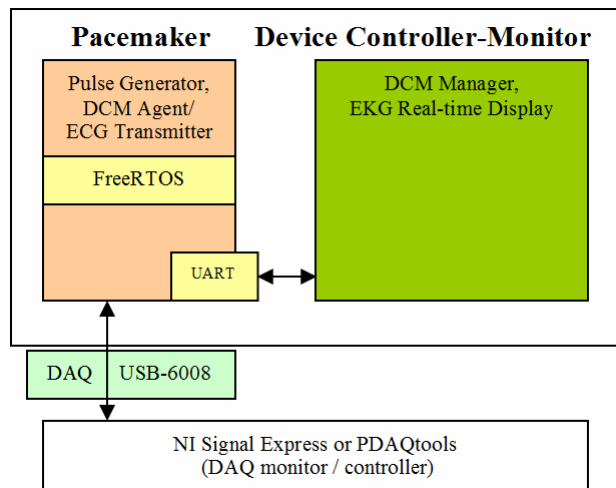 Pacemaker
Device Controller-Monitor
Pulse Generator,
DCM Agent/
ECG Transmitter
FreeRTOS
UART
DCM Manager,
EKG Real-time Display
DAQ USB-6008
NI Signal Express or PDAQtools
(DAQ monitor / controller)